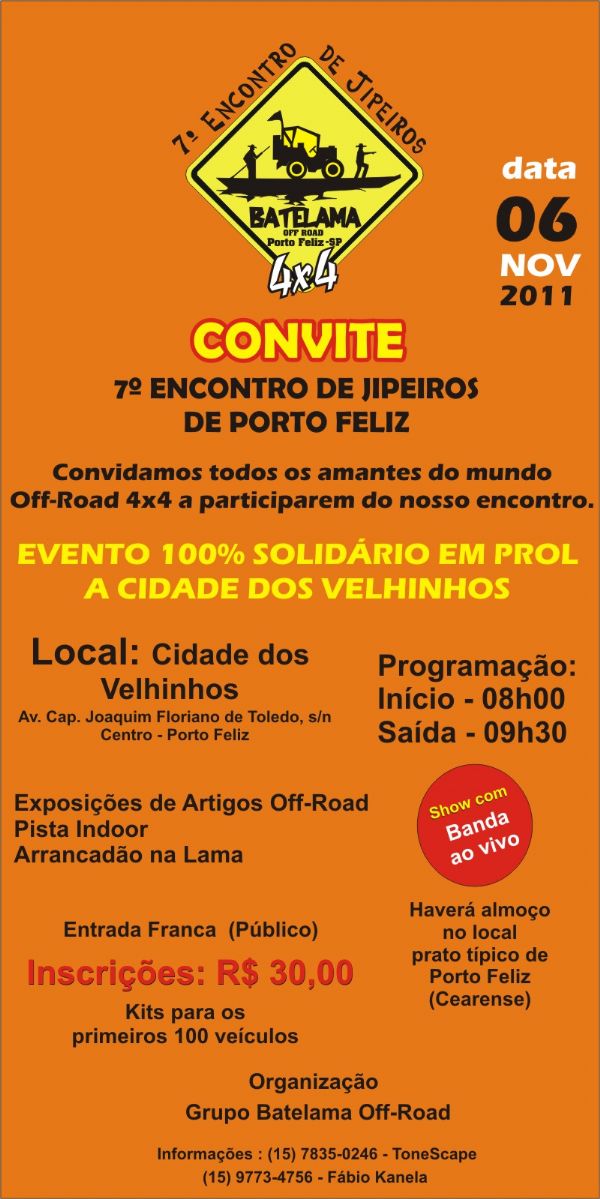 7º ENCONTRO DE JIPEIROS
BATELAMA
OFF ROAD
Porto Feliz-SP
4x4
data
06
NOV
2011
CONVITE
7º ENCONTRO DE JIPEIROS
DE PORTO FELIZ
Convidamos todos os amantes do mundo
Off-Road 4x4 a participarem do nosso encontro.
EVENTO 100% SOLIDÁRIO EM PROL
A CIDADE DOS VELHINHOS
Local: Cidade dos
Velhinhos
Av. Cap. Joaquim Floriano de Toledo, s/n
Centro - Porto Feliz
Programação:
Início - 08h00
Saída - 09h30
Exposições de Artigos Off-Road
Pista Indoor
Arrancadão na Lama
Show com
Banda
ao vivo
Haverá almoço
no local
prato típico de
Porto Feliz
(Cearense)
Entrada Franca (Público)
Inscrições: R$ 30,00
Kits para os
primeiros 100 veículos
Organização
Grupo Batelama Off-Road
Informações : (15) 7835-0246 - ToneScape
(15) 9773-4756 - Fábio Kanela